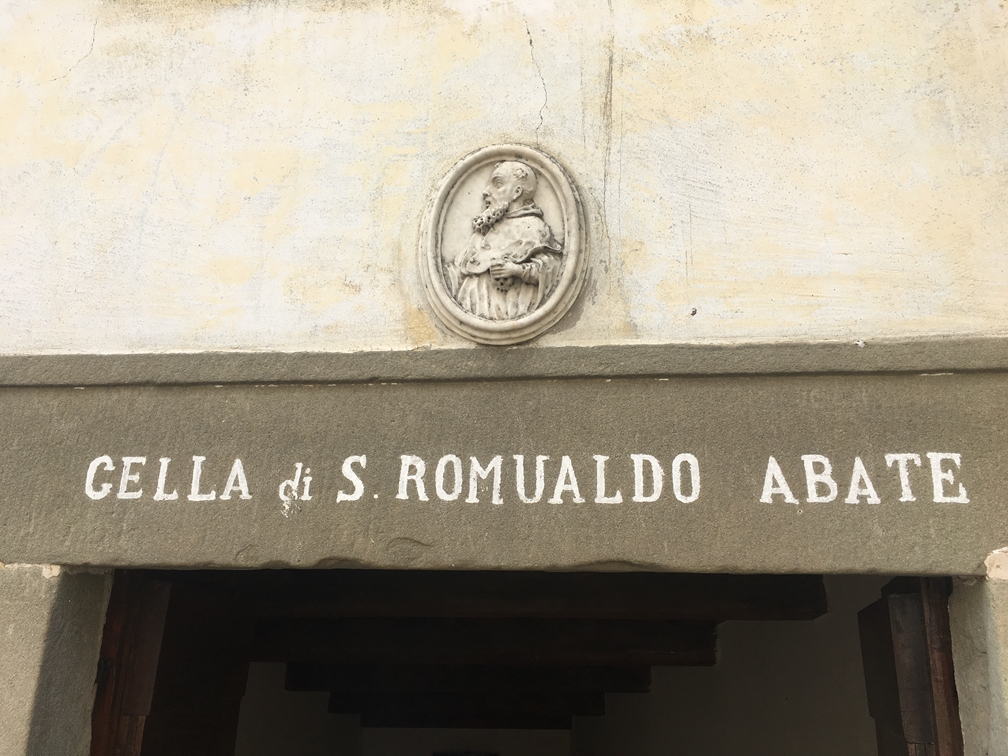 CELLA di S. ROMUALDO ABATE